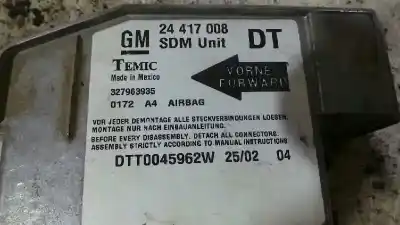 GM 24 417 008 DT
SDM Unit
TEMIC
Made in Mexico
VORNE
FORWARD
327963935
0172 A4 AIRBAG
VOR JEDER DEMONTAGE ALLE STECKVERBINDUNGEN LOESEN.
MONTAGE NUR NACH EINBAUANLEITUNG.
BEFORE EVERY DISASSEMBLY, DETACH ALL CONNECTORS.
ASSEMBLY STRICTLY ACCORDING TO MANUAL INSTRUCTIONS
DTT0045962W 25/02 04